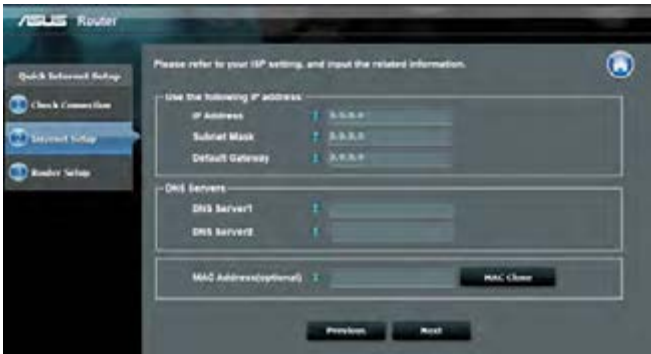 ASUS Router
Quick Internet Setup
Check Connection
Internet Setup
Router Setup
Please refer to your ISP setting, and input the related information.
Use the following IP address
IP Address
Subnet Mask
Default Gateway
DNS Servers
DNS Server1
DNS Server2
MAC Address(optional)
MAC Clone
Previous
Next